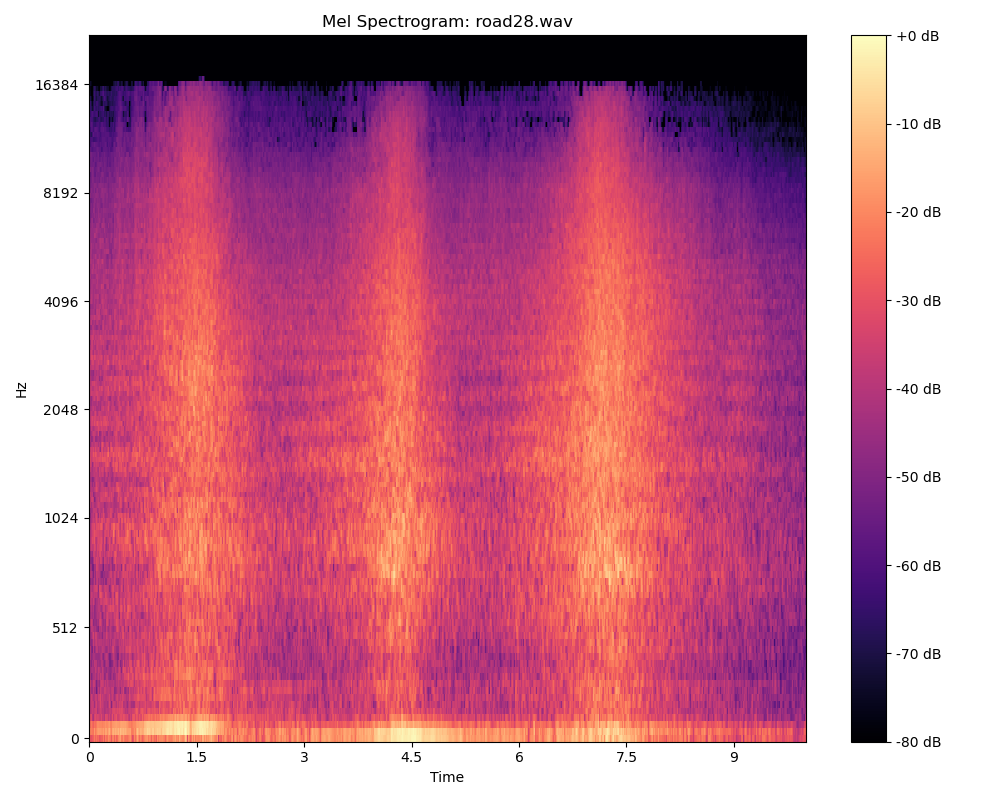 Mel Spectrogram: road28.wav
+0 dB
16384
-10 dB
8192
-20 dB
4096
-30 dB
Hz
-40 dB
2048
-50 dB
1024
-60 dB
512
-70 dB
0
-80 dB
0 1.5 3 4.5 6 7.5 9
Time